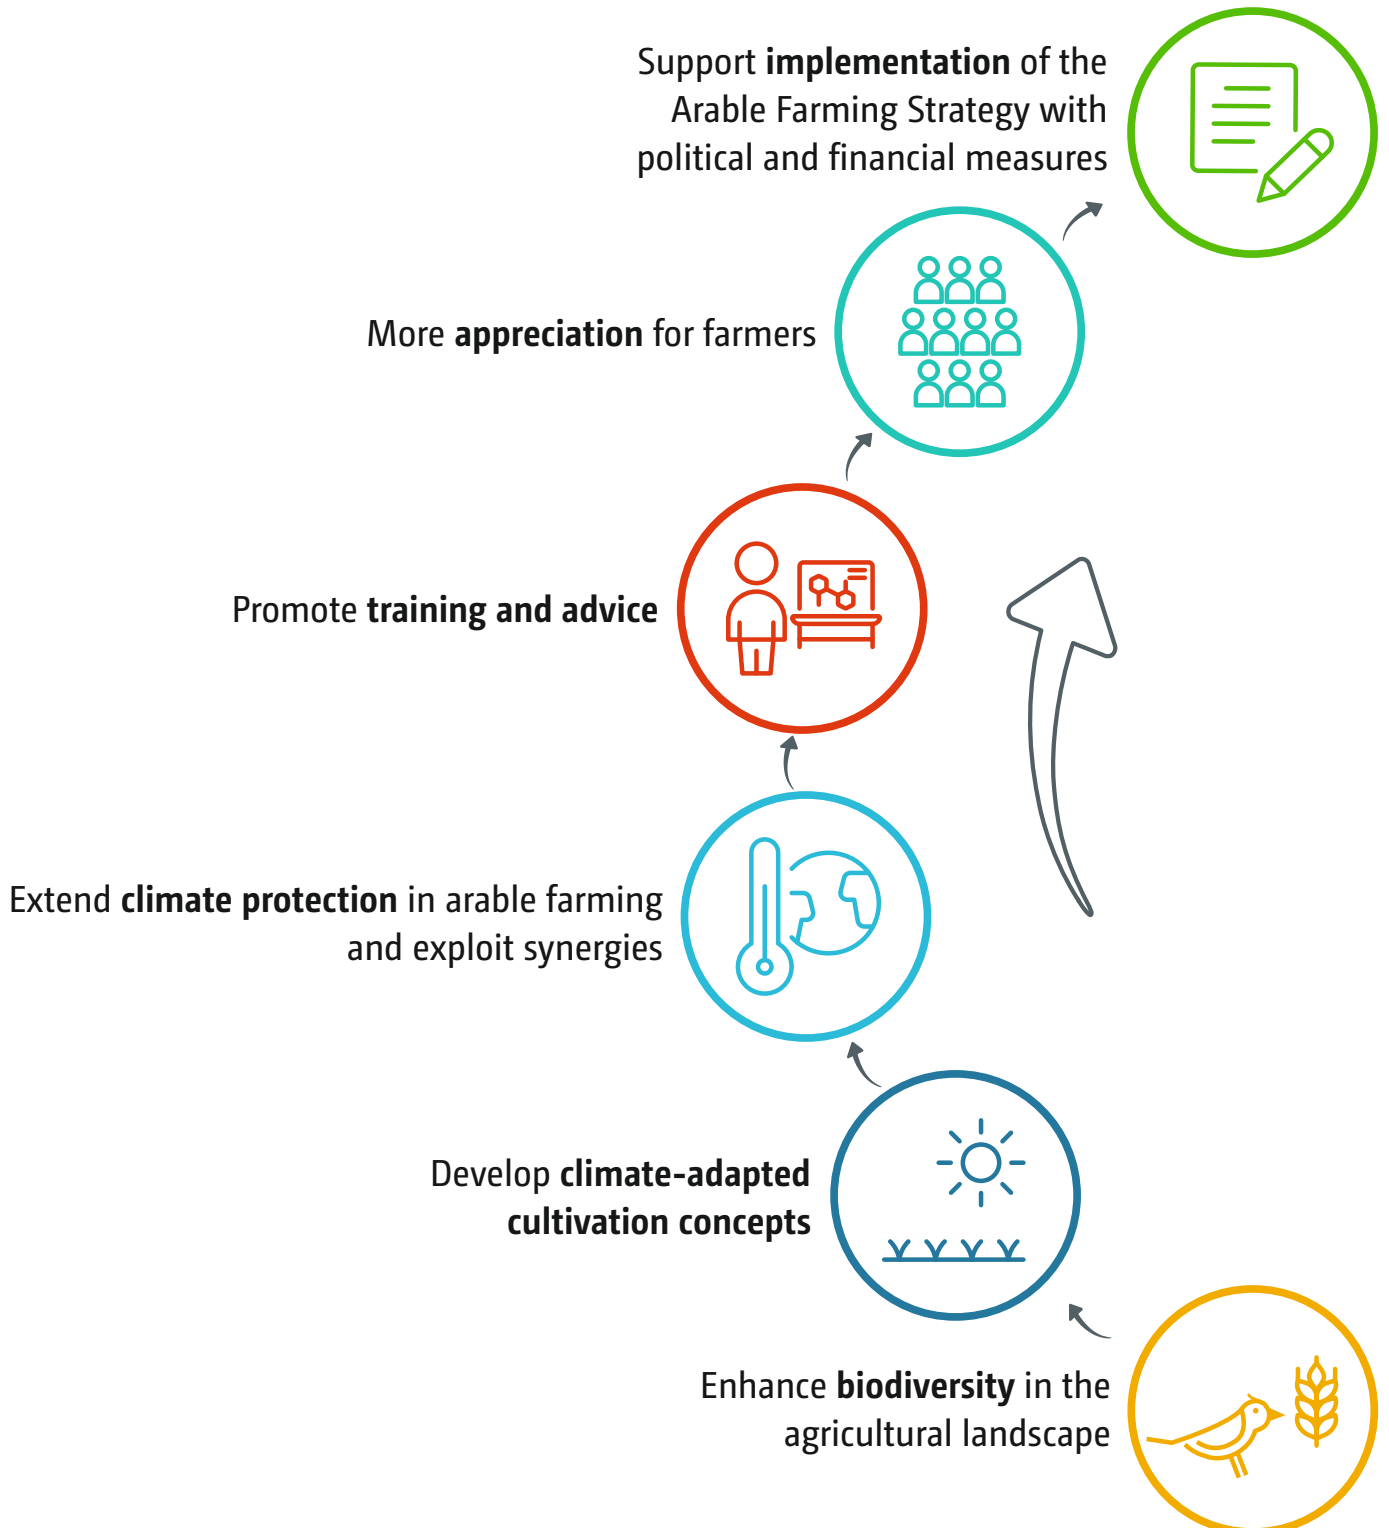 Support implementation of the
Arable Farming Strategy with
political and financial measures
More appreciation for farmers
Promote training and advice
Extend climate protection in arable farming
and exploit synergies
Develop climate-adapted
cultivation concepts
Enhance biodiversity in the
agricultural landscape